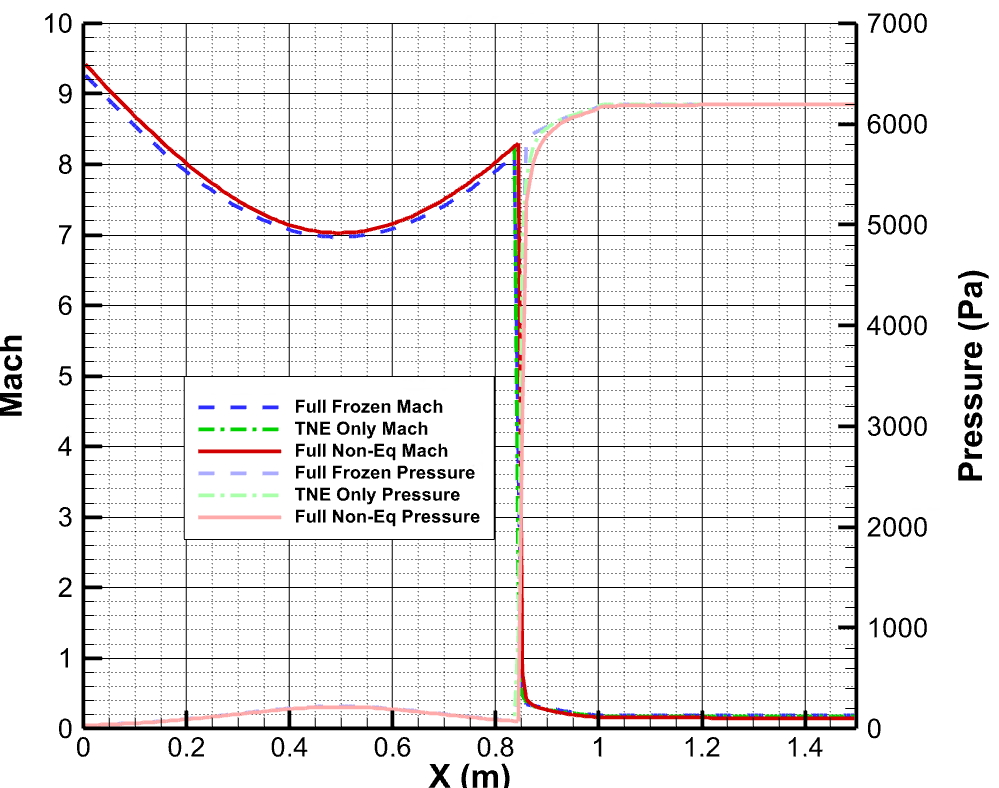 10
9
8
7
6
5
4
3
2
1
0
Mach
7000
6000
5000
4000
3000
2000
1000
0
Pressure (Pa)
Full Frozen Mach
TNE Only Mach
Full Non-Eq Mach
Full Frozen Pressure
TNE Only Pressure
Full Non-Eq Pressure
0 0.2 0.4 0.6 0.8 1 1.2 1.4
X (m)